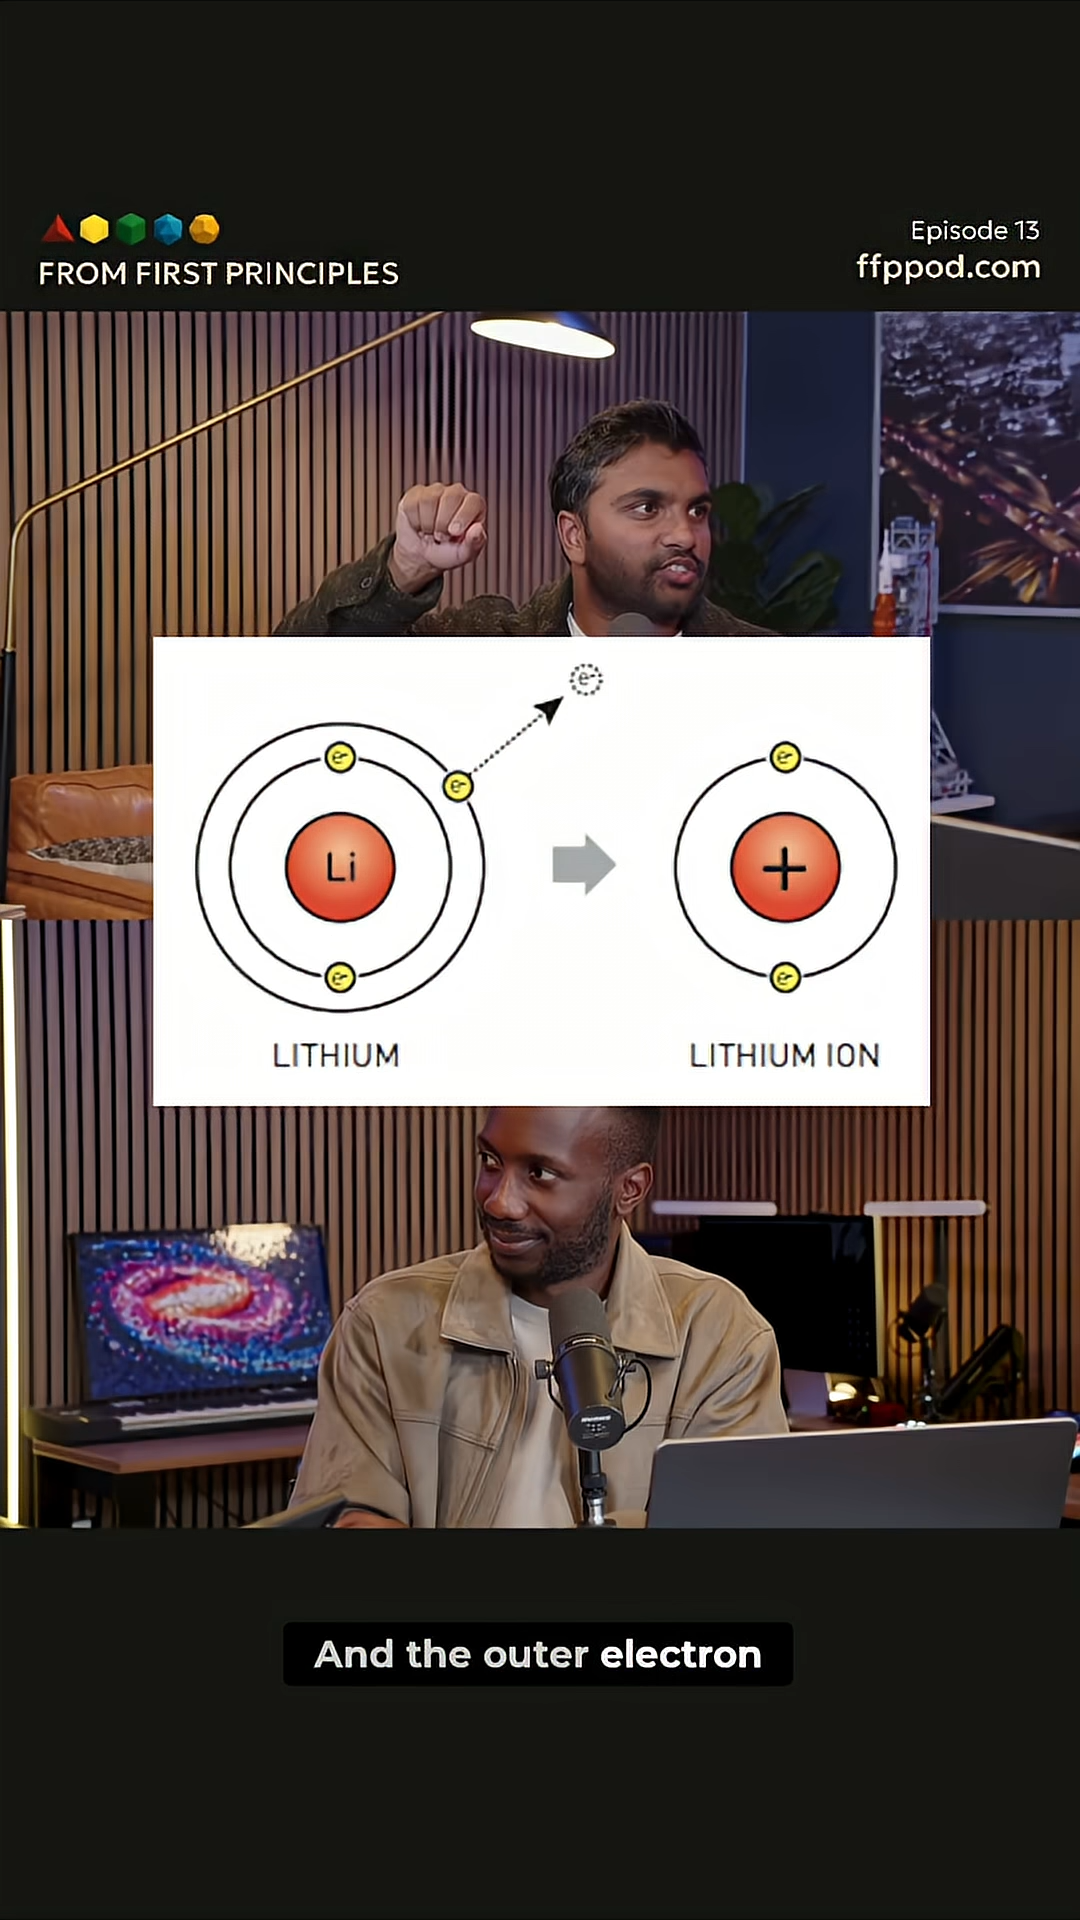 FROM FIRST PRINCIPLES
Episode 13
ffppod.com
e-
e-
e-
Li
e-
LITHIUM
e-
+
e-
LITHIUM ION
And the outer electron